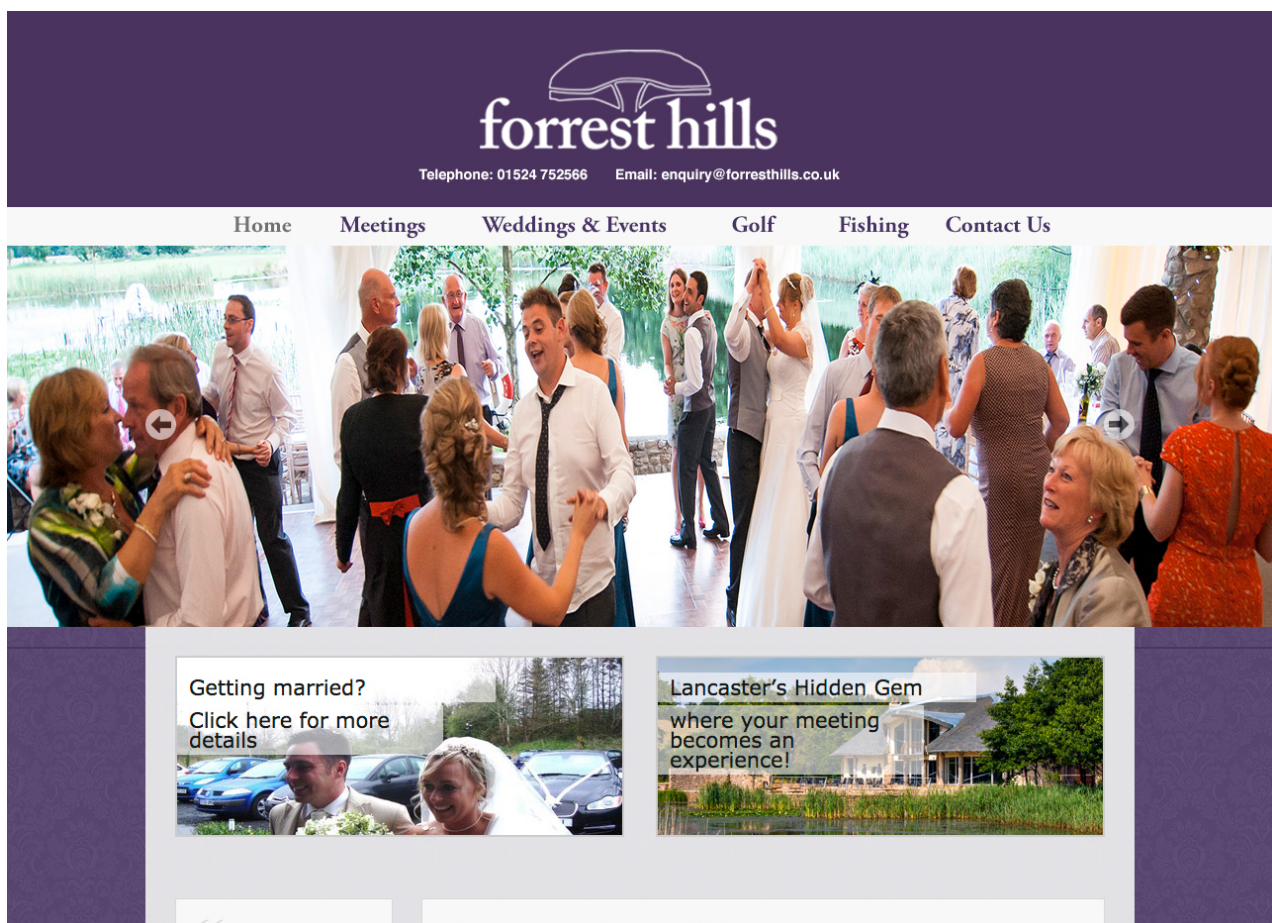 forrest hills
Telephone: 01524 752566 Email: enquiry@forresthills.co.uk
Home Meetings Weddings & Events Golf Fishing Contact Us
Getting married?
Click here for more
details
Lancaster's Hidden Gem
where your meeting
becomes an
experience!